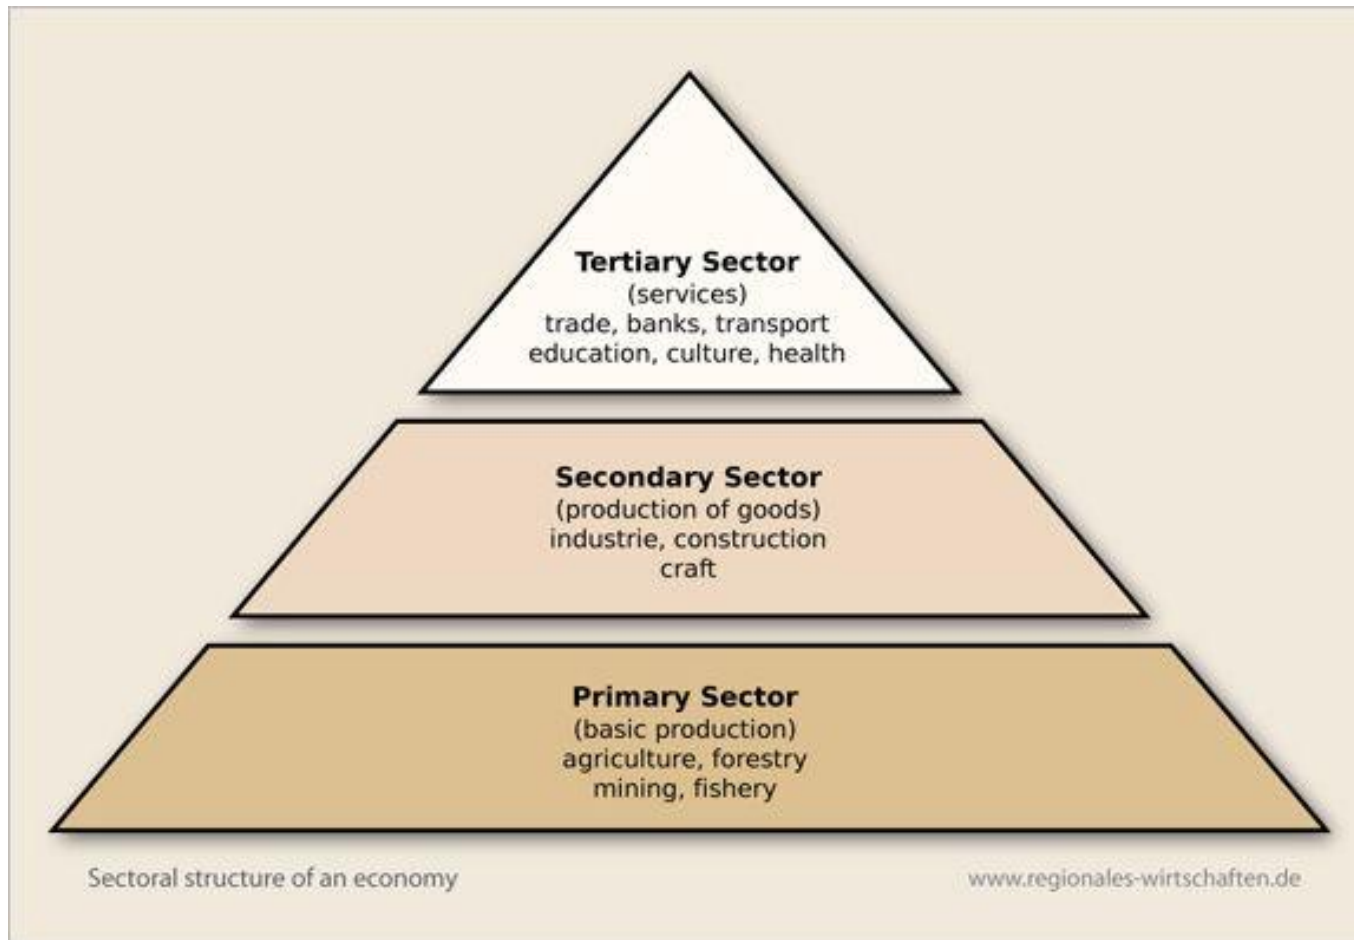 Tertiary Sector
(services)
trade, banks, transport
education, culture, health
Secondary Sector
(production of goods)
industrie, construction
craft
Primary Sector
(basic production)
agriculture, forestry
mining, fishery
Sectoral structure of an economy
www.regionales-wirtschaften.de